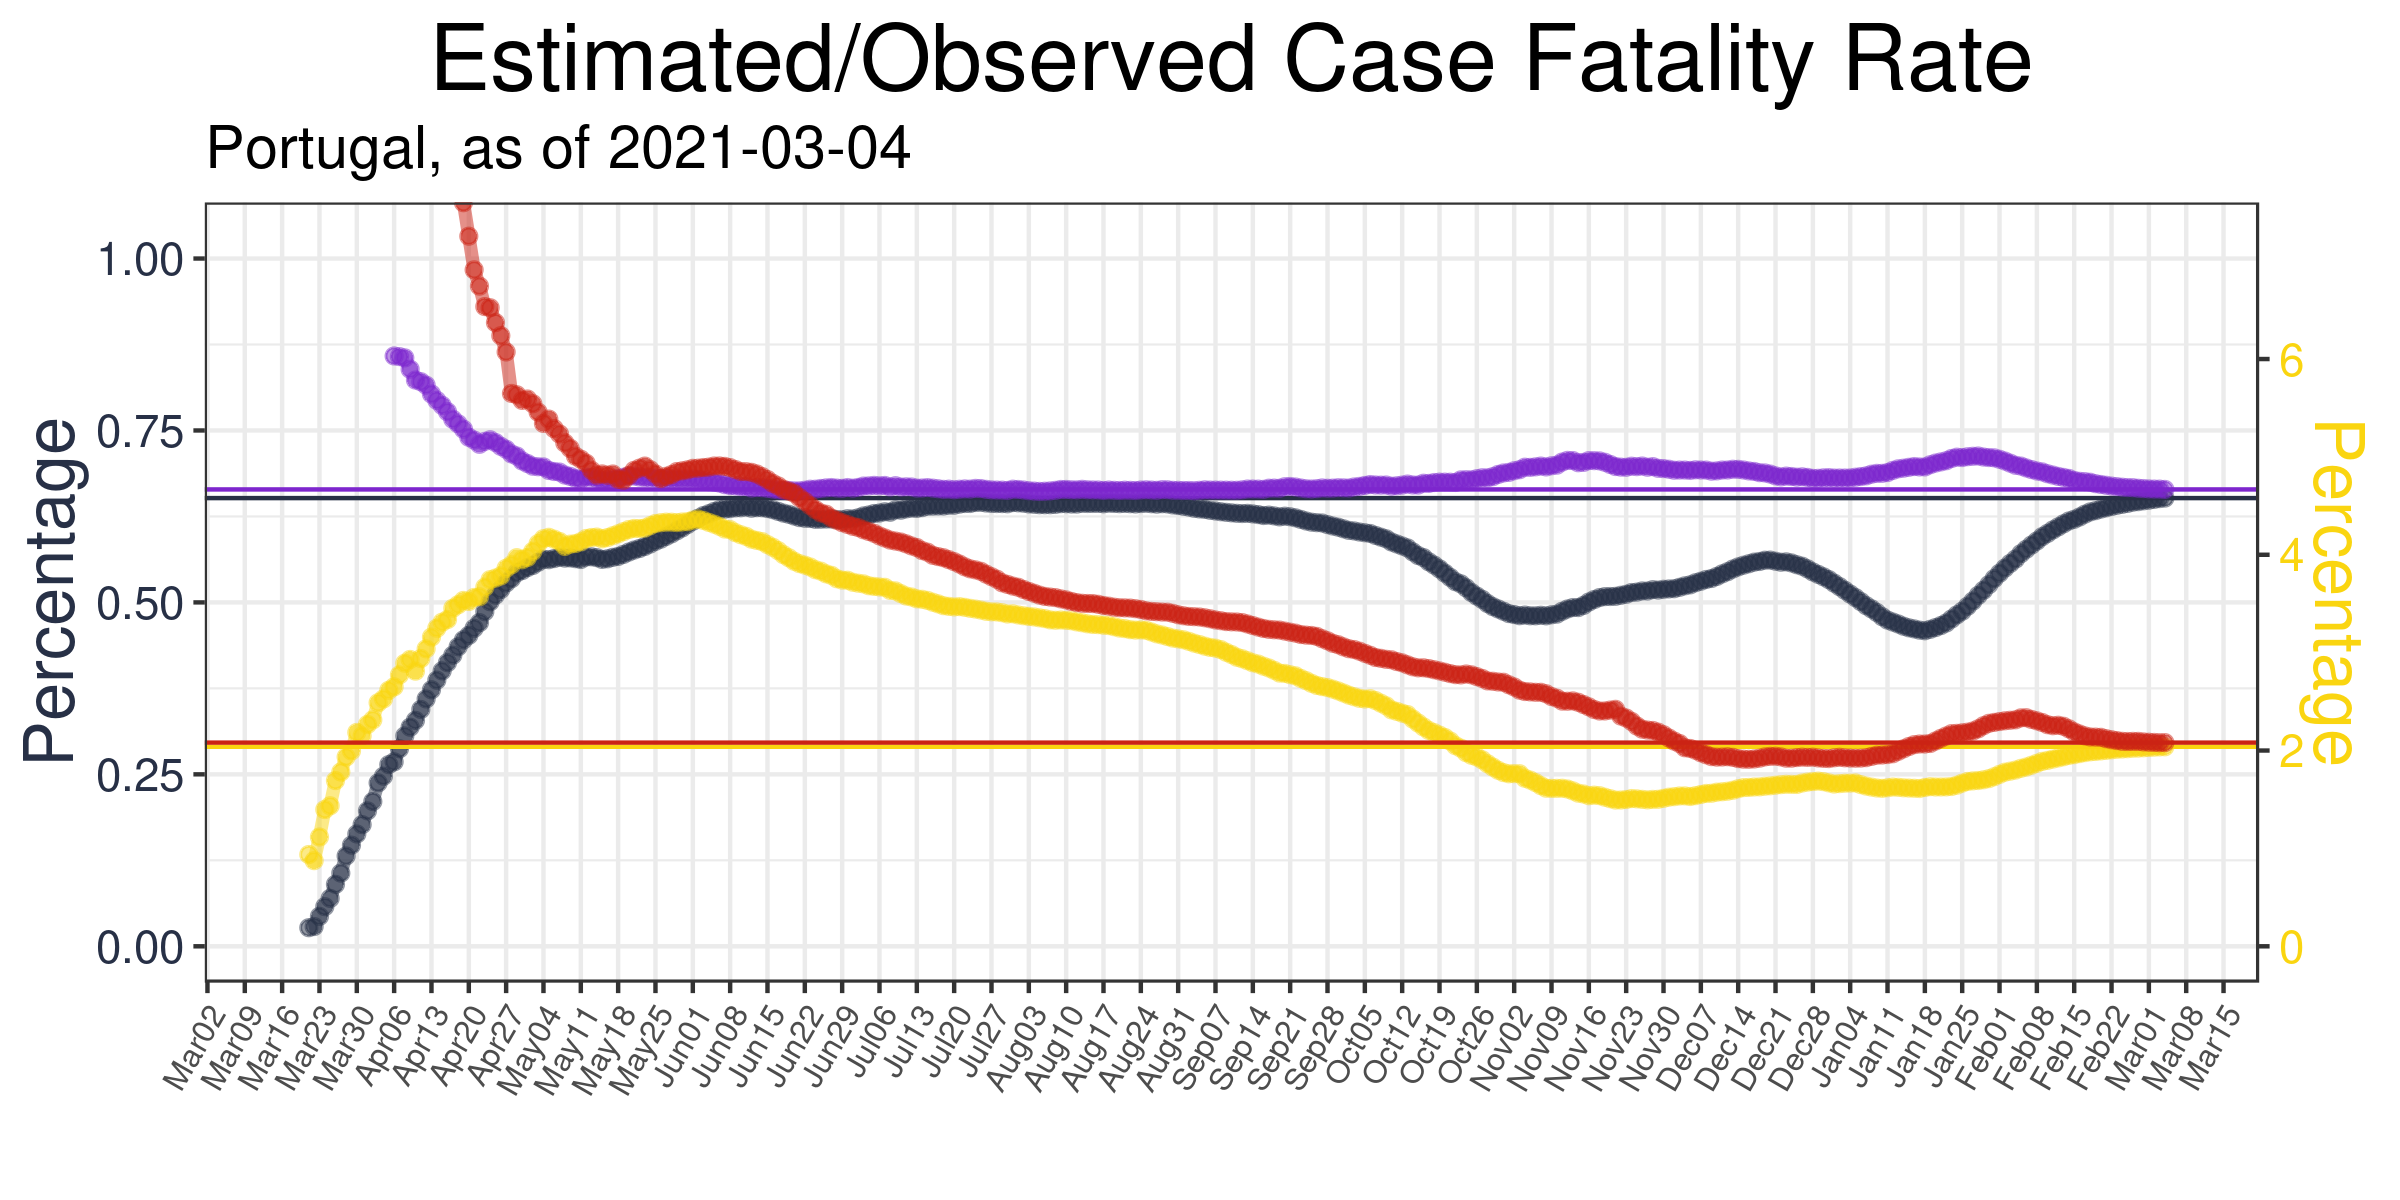 Estimated/Observed Case Fatality Rate
Portugal, as of 2021-03-04
Percentage
1.00
0.75
0.50
0.25
0.00
Percentage
6
4
2
0
Mar02
Mar09
Mar16
Mar23
Mar30
Apr06
Apr13
Apr20
Apr27
May04
May11
May18
May25
Jun01
Jun08
Jun15
Jun22
Jun29
Jul06
Jul13
Jul20
Jul27
Aug03
Aug10
Aug17
Aug24
Aug31
Sep07
Sep14
Sep21
Sep28
Oct05
Oct12
Oct19
Oct26
Nov02
Nov09
Nov16
Nov23
Nov30
Dec07
Dec14
Dec21
Dec28
Jan04
Jan11
Jan18
Jan25
Feb01
Feb08
Feb15
Feb22
Mar01
Mar08
Mar15